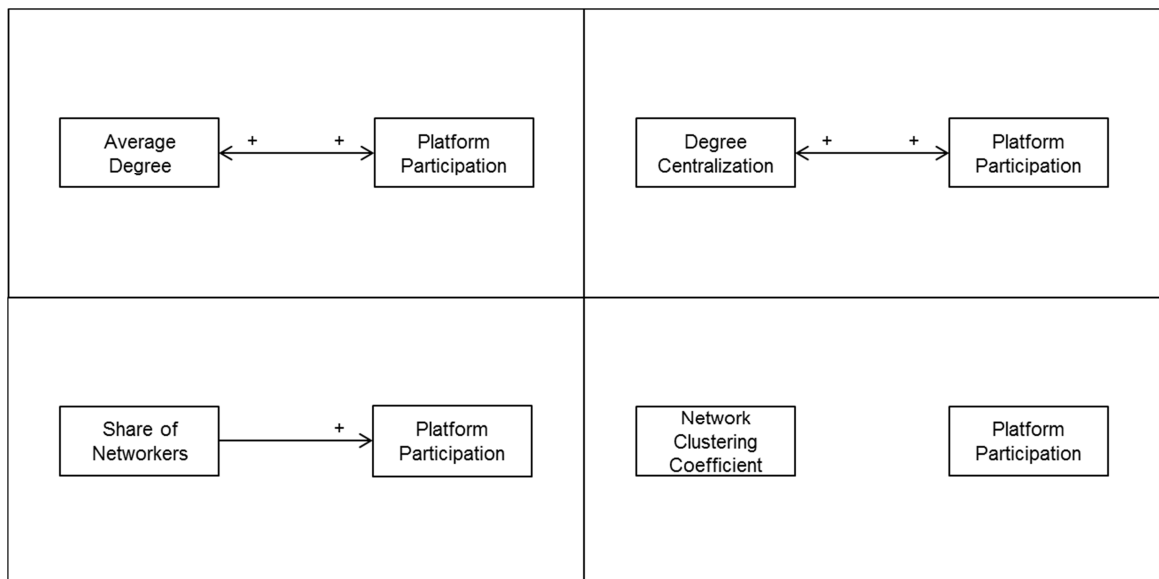 Average
Degree
+
+
Platform
Participation
Degree
Centralization
+
+
Platform
Participation
Share of
Networkers
+
Platform
Participation
Network
Clustering
Coefficient
Platform
Participation